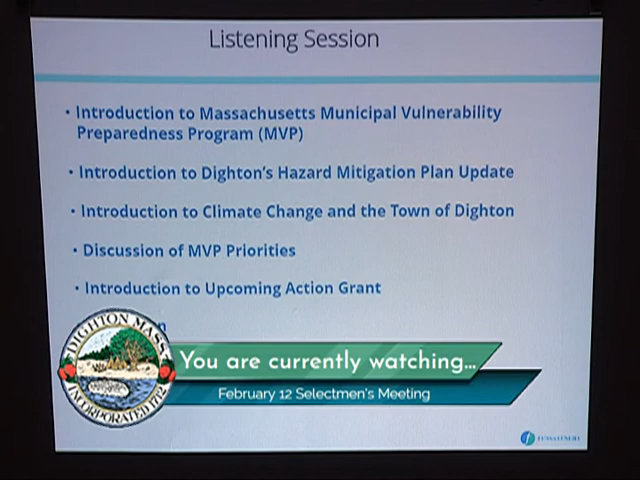 Listening Session
• Introduction to Massachusetts Municipal Vulnerability
Preparedness Program (MVP)
• Introduction to Dighton's Hazard Mitigation Plan Update
• Introduction to Climate Change and the Town of Dighton
• Discussion of MVP Priorities
• Introduction to Upcoming Action Grant
DIGHTON MASS.
INCORPORATED 1712
You are currently watching...
February 12 Selectmen's Meeting